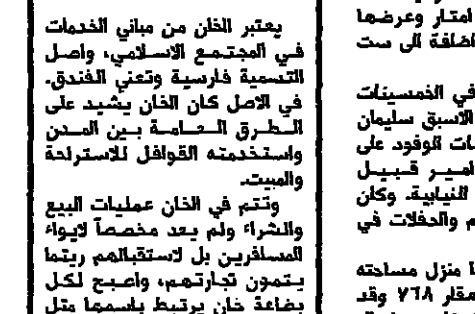 يعتبر الخان من مباني الخدمات
في المجتمع الاسلامي، واصل
التسمية فارسية وتعني الفندق.
في الاصل كان الخان يشيد على
الطرق العامة بين المدن
واستخدمته القوافل للاستراحة
والمبيت.
وتتم في الخان عمليات البيع
والشراء ولم يعد مخصصاً لايواء
المسافرين بل لاستقبالهم ريثما
يتمون تجارتهم، واصبح لكل
بضاعة خان يرتبط باسمها مثل
امتار وعرضها
اضافة الى ست
في الخمسينات
الاسبق سليمان
ات الوفود على
امير قبيل
النيابية. وكان
م والحفلات في
ا منزل مساحته
مقار ٧٦٨ وقد